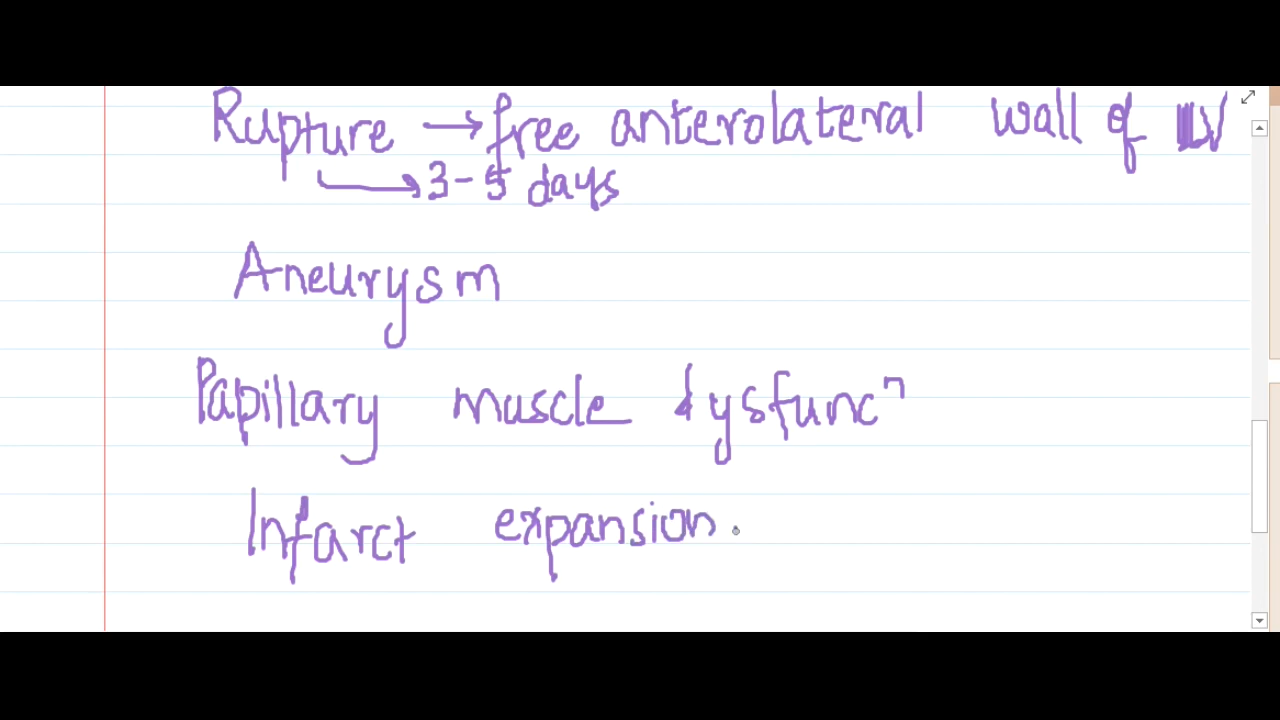 Rupture → free anterolateral wall of LV
→ 3-5 days
Aneurysm
Papillary muscle dysfuncⁿ
Infarct expansion.